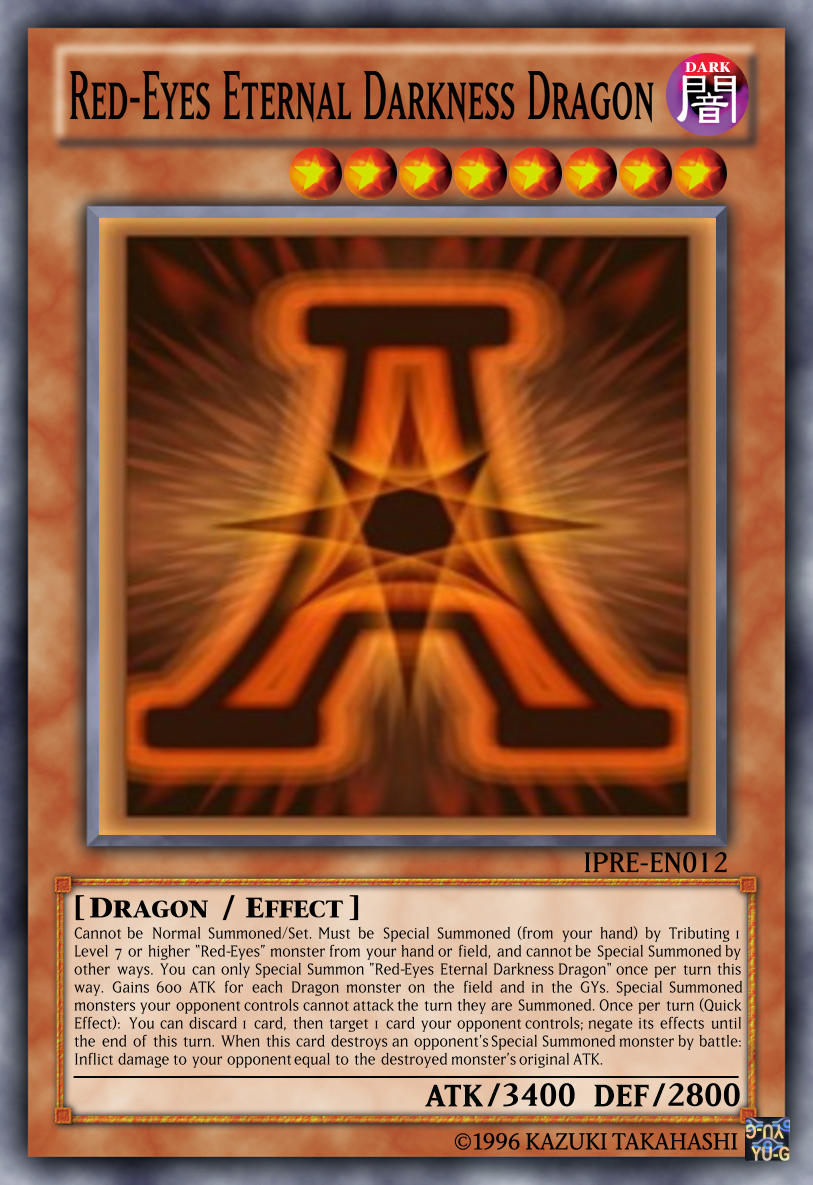 RED-EYES ETERNAL DARKNESS DRAGON
DARK
闇
A
IPRE-EN012
[ DRAGON / EFFECT ]
Cannot be Normal Summoned/Set. Must be Special Summoned (from your hand) by Tributing 1
Level 7 or higher "Red-Eyes" monster from your hand or field, and cannot be Special Summoned by
other ways. You can only Special Summon "Red-Eyes Eternal Darkness Dragon" once per turn this
way. Gains 600 ATK for each Dragon monster on the field and in the GYs. Special Summoned
monsters your opponent controls cannot attack the turn they are Summoned. Once per turn (Quick
Effect): You can discard 1 card, then target 1 card your opponent controls; negate its effects until
the end of this turn. When this card destroys an opponent's Special Summoned monster by battle:
Inflict damage to your opponent equal to the destroyed monster's original ATK.
ATK/3400 DEF/2800
©1996 KAZUKI TAKAHASHI
YU-G
YU-G